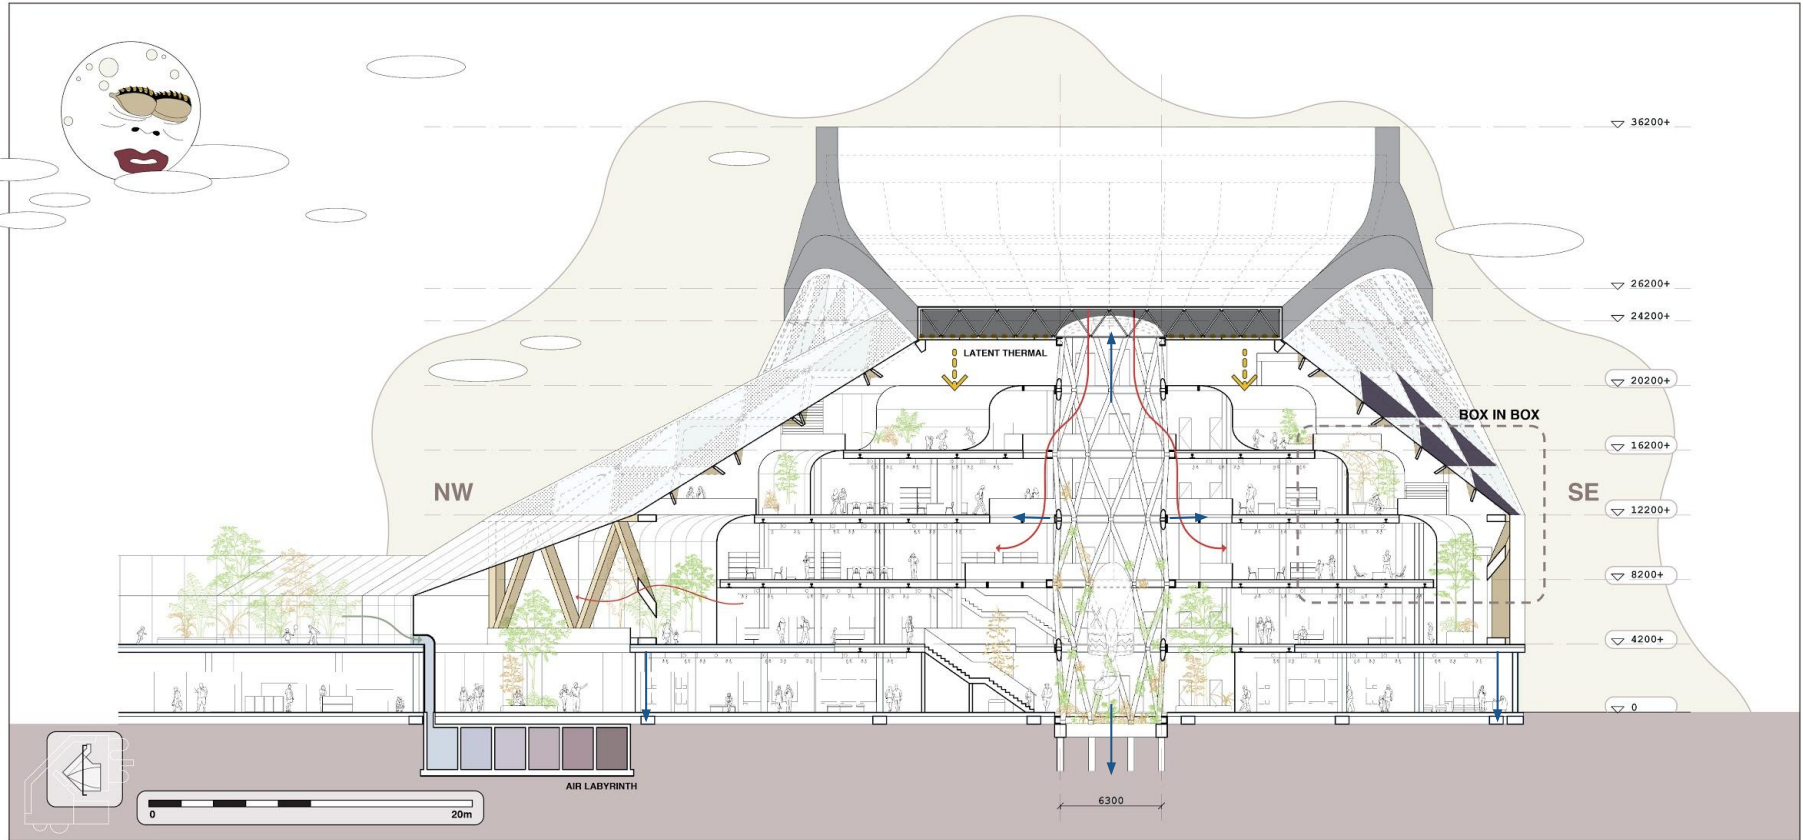 36200+
26200+
24200+
LATENT THERMAL
20200+
BOX IN BOX
16200+
NW
SE
12200+
8200+
4200+
0
AIR LABYRINTH
6300
0
20m